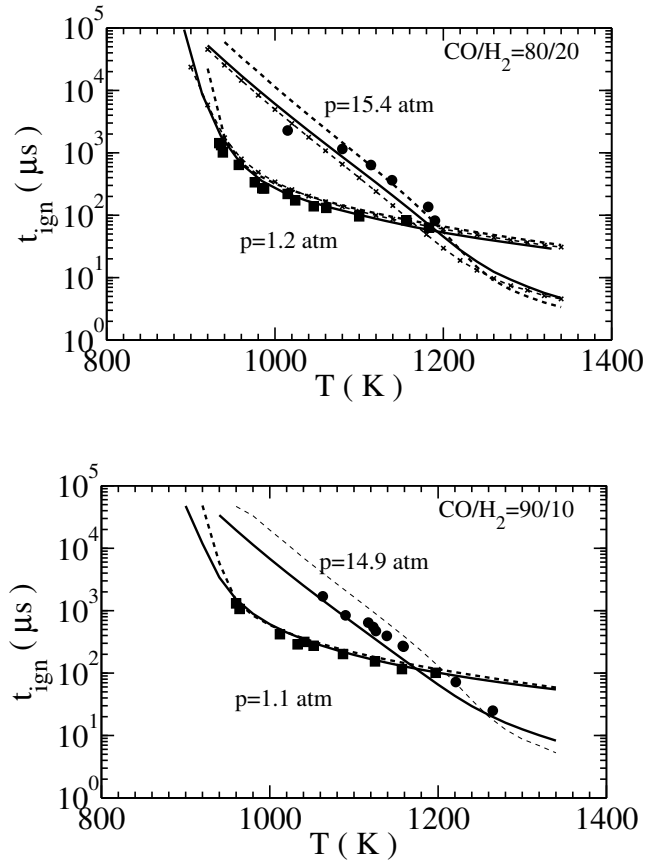 10^5
CO/H_2=80/20
10^4
p=15.4 atm
10^3
t_ign ( μs )
10^2
p=1.2 atm
10^1
10^0
800 1000 1200 1400
T ( K )
10^5
CO/H_2=90/10
10^4
p=14.9 atm
10^3
t_ign ( μs )
10^2
p=1.1 atm
10^1
10^0
800 1000 1200 1400
T ( K )